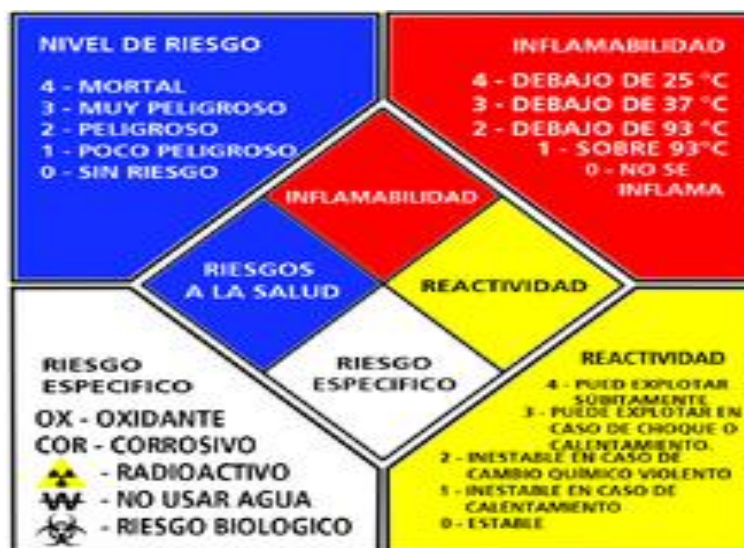 NIVEL DE RIESGO
4 - MORTAL
3 - MUY PELIGROSO
2 - PELIGROSO
1 - POCO PELIGROSO
0 - SIN RIESGO
INFLAMABILIDAD
4 - DEBAJO DE 25 °C
3 - DEBAJO DE 37 °C
2 - DEBAJO DE 93 °C
1 - SOBRE 93°C
0 - NO SE
INFLAMA
INFLAMABILIDAD
RIESGOS
A LA SALUD
REACTIVIDAD
RIESGO
ESPECIFICO
RIESGO
ESPECIFICO
OX - OXIDANTE
COR - CORROSIVO
- RADIOACTIVO
W - NO USAR AGUA
- RIESGO BIOLOGICO
REACTIVIDAD
4 - PUED EXPLOTAR
SÚBITAMENTE
3 - PUEDE EXPLOTAR EN
CASO DE CHOQUE O
CALENTAMIENTO.
2 - INESTABLE EN CASO DE
CAMBIO QUÍMICO VIOLENTO
1 - INESTABLE EN CASO DE
CALENTAMIENTO
0 - ESTABLE